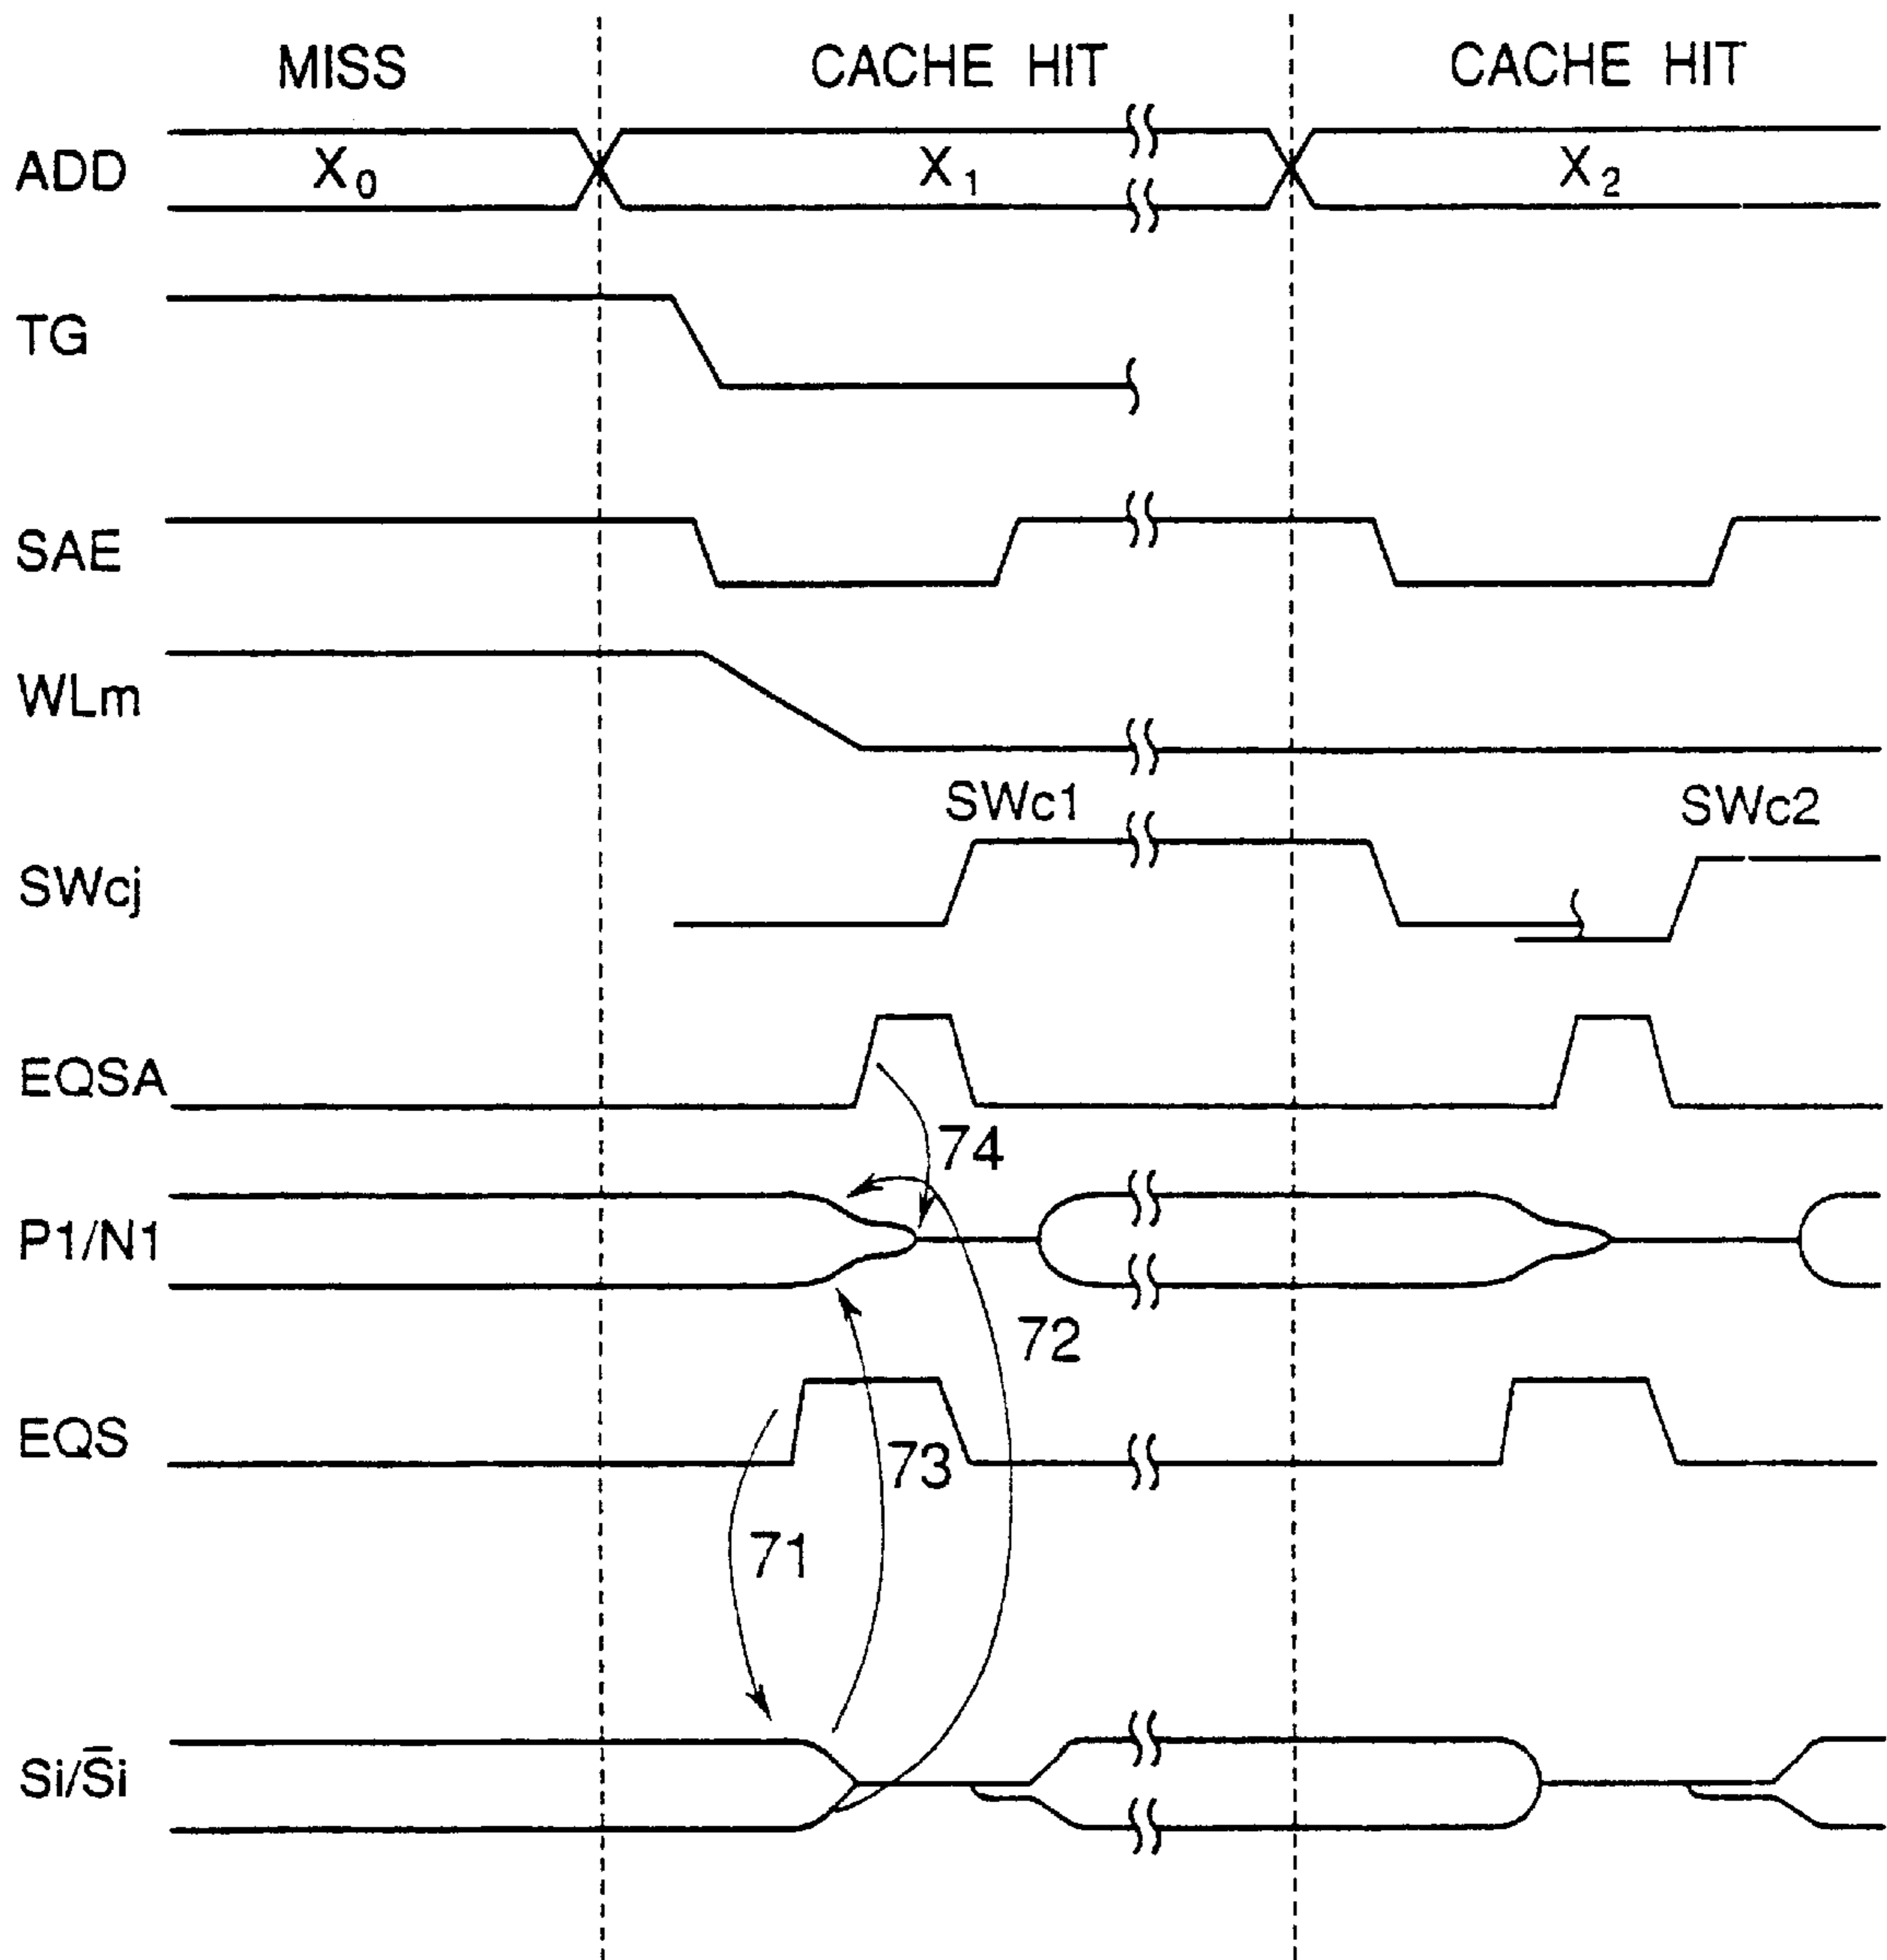 MISS CACHE HIT CACHE HIT
ADD X₀ X₁ X₂
TG
SAE
WLm
SWc1 SWc2
SWcj
EQSA
74
P1/N1
72
EQS
73
71
Si/S̅i